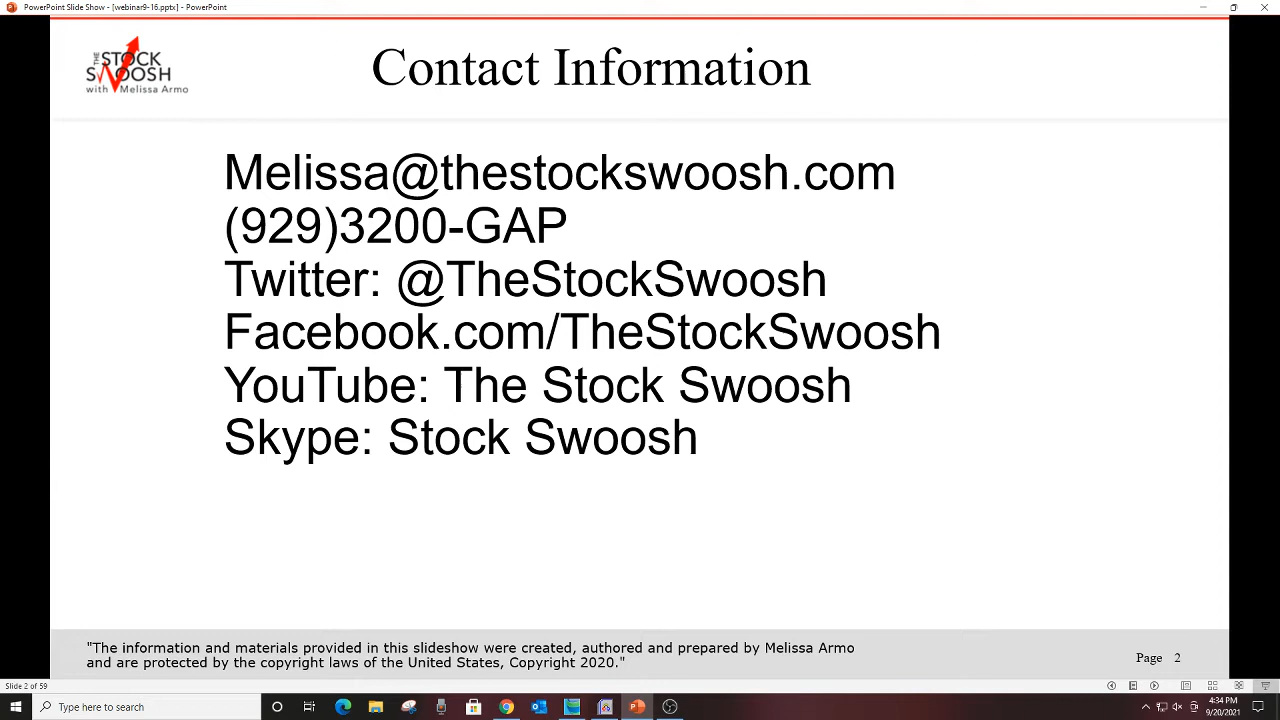 PowerPoint Slide Show - [webinar9-16.pptx] - PowerPoint
THE
STOCK
SWOOSH
with Melissa Armo
Contact Information
Melissa@thestockswoosh.com
(929)3200-GAP
Twitter: @TheStockSwoosh
Facebook.com/TheStockSwoosh
YouTube: The Stock Swoosh
Skype: Stock Swoosh
"The information and materials provided in this slideshow were created, authored and prepared by Melissa Armo
and are protected by the copyright laws of the United States, Copyright 2020."
Page 2
Slide 2 of 59
Type here to search
4:34 PM
9/20/2021